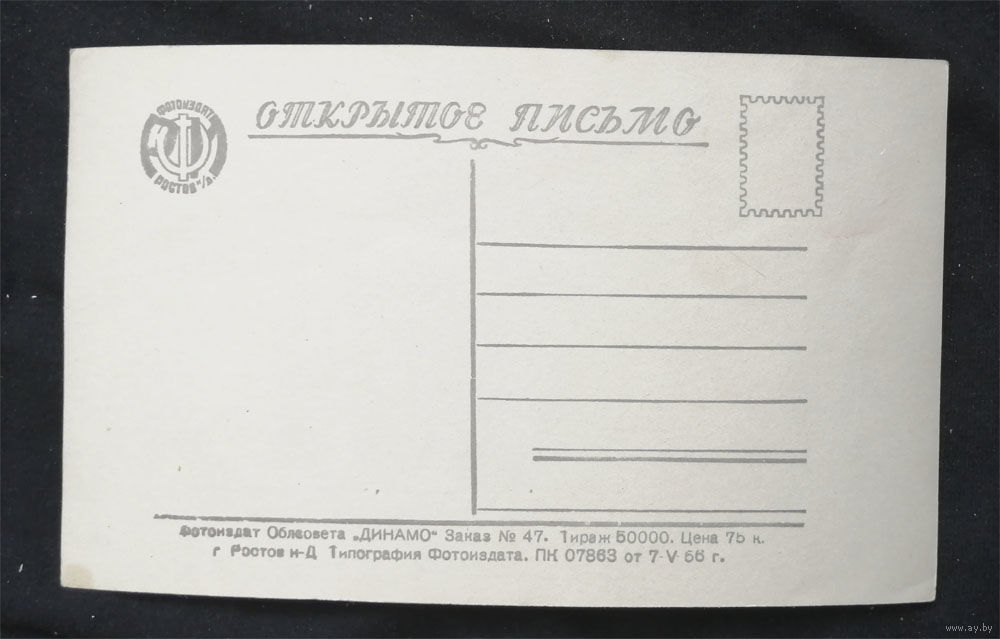 ФОТОИЗДАТ
РОСТОВ н/Д.
ОТКРЫТОЕ ПИСЬМО
Фотоиздат Облсовета „ДИНАМО“ Заказ № 47. Тираж 50000. Цена 75 к.
г Ростов н-Д Типография Фотоиздата. ПК 07863 от 7-V-56 г.
www.ay.by